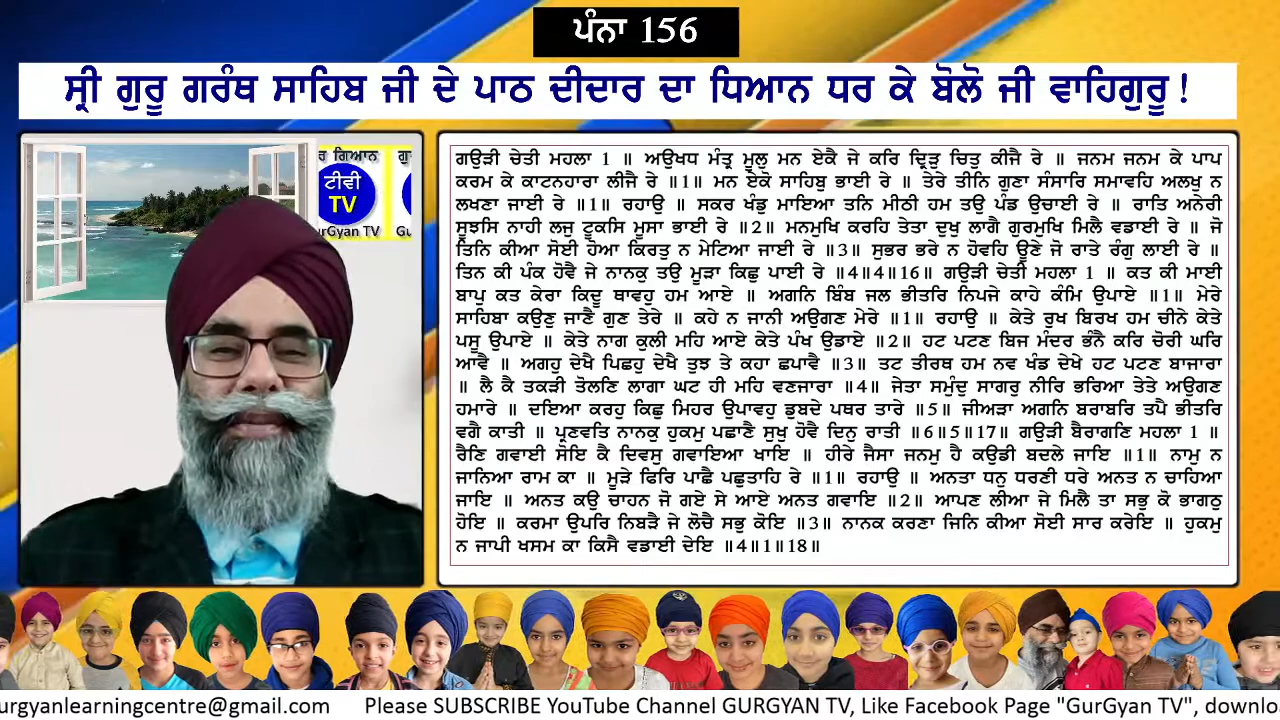 ਪੰਨਾ 156
ਸ੍ਰੀ ਗੁਰੂ ਗਰੰਥ ਸਾਹਿਬ ਜੀ ਦੇ ਪਾਠ ਦੀਦਾਰ ਦਾ ਧਿਆਨ ਧਰ ਕੇ ਬੋਲੋ ਜੀ ਵਾਹਿਗੁਰੂ!
ਰ ਗਿਆਨ
ਟੀਵੀ
TV
urGyan TV
ਗੁ
Gu
ਗਉੜੀ ਚੇਤੀ ਮਹਲਾ 1 ॥ ਅਉਖਧ ਮੰਤ੍ਰ ਮੂਲੁ ਮਨ ਏਕੈ ਜੇ ਕਰਿ ਦ੍ਰਿੜੁ ਚਿਤੁ ਕੀਜੈ ਰੇ ॥ ਜਨਮ ਜਨਮ ਕੇ ਪਾਪ
ਕਰਮ ਕੇ ਕਾਟਨਹਾਰਾ ਲੀਜੈ ਰੇ ॥1॥ ਮਨ ਏਕੋ ਸਾਹਿਬੁ ਭਾਈ ਰੇ ॥ ਤੇਰੇ ਤੀਨਿ ਗੁਣਾ ਸੰਸਾਰਿ ਸਮਾਵਹਿ ਅਲਖੁ ਨ
ਲਖਣਾ ਜਾਈ ਰੇ ॥1॥ ਰਹਾਉ ॥ ਸਕਰ ਖੰਡੁ ਮਾਇਆ ਤਨਿ ਮੀਠੀ ਹਮ ਤਉ ਪੰਡ ਉਚਾਈ ਰੇ ॥ ਰਾਤਿ ਅਨੇਰੀ
ਸੂਝਸਿ ਨਾਹੀ ਲਜੁ ਟੂਕਸਿ ਮੂਸਾ ਭਾਈ ਰੇ ॥2॥ ਮਨਮੁਖਿ ਕਰਹਿ ਤੇਤਾ ਦੁਖੁ ਲਾਗੈ ਗੁਰਮੁਖਿ ਮਿਲੈ ਵਡਾਈ ਰੇ ॥ ਜੋ
ਤਿਨਿ ਕੀਆ ਸੋਈ ਹੋਆ ਕਿਰਤੁ ਨ ਮੇਟਿਆ ਜਾਈ ਰੇ ॥3॥ ਸੁਭਰ ਭਰੇ ਨ ਹੋਵਹਿ ਊਣੇ ਜੋ ਰਾਤੇ ਰੰਗੁ ਲਾਈ ਰੇ ॥
ਤਿਨ ਕੀ ਪੰਕ ਹੋਵੈ ਜੇ ਨਾਨਕੁ ਤਉ ਮੂੜਾ ਕਿਛੁ ਪਾਈ ਰੇ ॥4॥4॥16॥ ਗਉੜੀ ਚੇਤੀ ਮਹਲਾ 1 ॥ ਕਤ ਕੀ ਮਾਈ
ਬਾਪੁ ਕਤ ਕੇਰਾ ਕਿਦੂ ਥਾਵਹੁ ਹਮ ਆਏ ॥ ਅਗਨਿ ਬਿੰਬ ਜਲ ਭੀਤਰਿ ਨਿਪਜੇ ਕਾਹੇ ਕੰਮਿ ਉਪਾਏ ॥1॥ ਮੇਰੇ
ਸਾਹਿਬਾ ਕਉਣੁ ਜਾਣੈ ਗੁਣ ਤੇਰੇ ॥ ਕਹੇ ਨ ਜਾਨੀ ਅਉਗਣ ਮੇਰੇ ॥1॥ ਰਹਾਉ ॥ ਕੇਤੇ ਰੁਖ ਬਿਰਖ ਹਮ ਚੀਨੇ ਕੇਤੇ
ਪਸੂ ਉਪਾਏ ॥ ਕੇਤੇ ਨਾਗ ਕੁਲੀ ਮਹਿ ਆਏ ਕੇਤੇ ਪੰਖ ਉਡਾਏ ॥2॥ ਹਟ ਪਟਣ ਬਿਜ ਮੰਦਰ ਭੰਨੈ ਕਰਿ ਚੋਰੀ ਘਰਿ
ਆਵੈ ॥ ਅਗਹੁ ਦੇਖੈ ਪਿਛਹੁ ਦੇਖੈ ਤੁਝ ਤੇ ਕਹਾ ਛਪਾਵੈ ॥3॥ ਤਟ ਤੀਰਥ ਹਮ ਨਵ ਖੰਡ ਦੇਖੇ ਹਟ ਪਟਣ ਬਾਜਾਰਾ
॥ ਲੈ ਕੈ ਤਕੜੀ ਤੋਲਣਿ ਲਾਗਾ ਘਟ ਹੀ ਮਹਿ ਵਣਜਾਰਾ ॥4॥ ਜੇਤਾ ਸਮੁੰਦੁ ਸਾਗਰੁ ਨੀਰਿ ਭਰਿਆ ਤੇਤੇ ਅਉਗਣ
ਹਮਾਰੇ ॥ ਦਇਆ ਕਰਹੁ ਕਿਛੁ ਮਿਹਰ ਉਪਾਵਹੁ ਡੁਬਦੇ ਪਥਰ ਤਾਰੇ ॥5॥ ਜੀਅੜਾ ਅਗਨਿ ਬਰਾਬਰਿ ਤਪੈ ਭੀਤਰਿ
ਵਗੈ ਕਾਤੀ ॥ ਪ੍ਰਣਵਤਿ ਨਾਨਕੁ ਹੁਕਮੁ ਪਛਾਣੈ ਸੁਖੁ ਹੋਵੈ ਦਿਨੁ ਰਾਤੀ ॥6॥5॥17॥ ਗਉੜੀ ਬੈਰਾਗਣਿ ਮਹਲਾ 1 ॥
ਰੈਣਿ ਗਵਾਈ ਸੋਇ ਕੈ ਦਿਵਸੁ ਗਵਾਇਆ ਖਾਇ ॥ ਹੀਰੇ ਜੈਸਾ ਜਨਮੁ ਹੈ ਕਉਡੀ ਬਦਲੇ ਜਾਇ ॥1॥ ਨਾਮੁ ਨ
ਜਾਨਿਆ ਰਾਮ ਕਾ ॥ ਮੂੜੇ ਫਿਰਿ ਪਾਛੈ ਪਛੁਤਾਹਿ ਰੇ ॥1॥ ਰਹਾਉ ॥ ਅਨਤਾ ਧਨੁ ਧਰਣੀ ਧਰੇ ਅਨਤ ਨ ਚਾਹਿਆ
ਜਾਇ ॥ ਅਨਤ ਕਉ ਚਾਹਨ ਜੋ ਗਏ ਸੇ ਆਏ ਅਨਤ ਗਵਾਇ ॥2॥ ਆਪਣ ਲੀਆ ਜੇ ਮਿਲੈ ਤਾ ਸਭੁ ਕੋ ਭਾਗਠੁ
ਹੋਇ ॥ ਕਰਮਾ ਉਪਰਿ ਨਿਬੜੈ ਜੇ ਲੋਚੈ ਸਭੁ ਕੋਇ ॥3॥ ਨਾਨਕ ਕਰਣਾ ਜਿਨਿ ਕੀਆ ਸੋਈ ਸਾਰ ਕਰੇਇ ॥ ਹੁਕਮੁ
ਨ ਜਾਪੀ ਖਸਮ ਕਾ ਕਿਸੈ ਵਡਾਈ ਦੇਇ ॥4॥1॥18॥
urgyanlearningcentre@gmail.com Please SUBSCRIBE YouTube Channel GURGYAN TV, Like Facebook Page "GurGyan TV", downlo